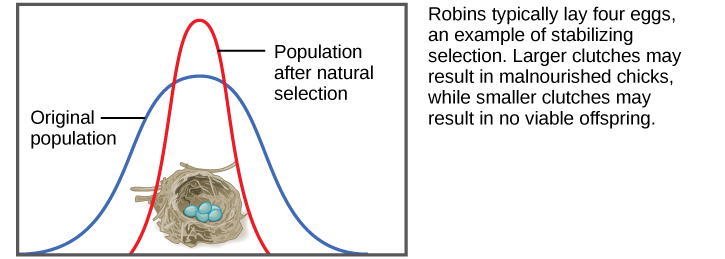 Population
after natural
selection
Original
population
Robins typically lay four eggs,
an example of stabilizing
selection. Larger clutches may
result in malnourished chicks,
while smaller clutches may
result in no viable offspring.